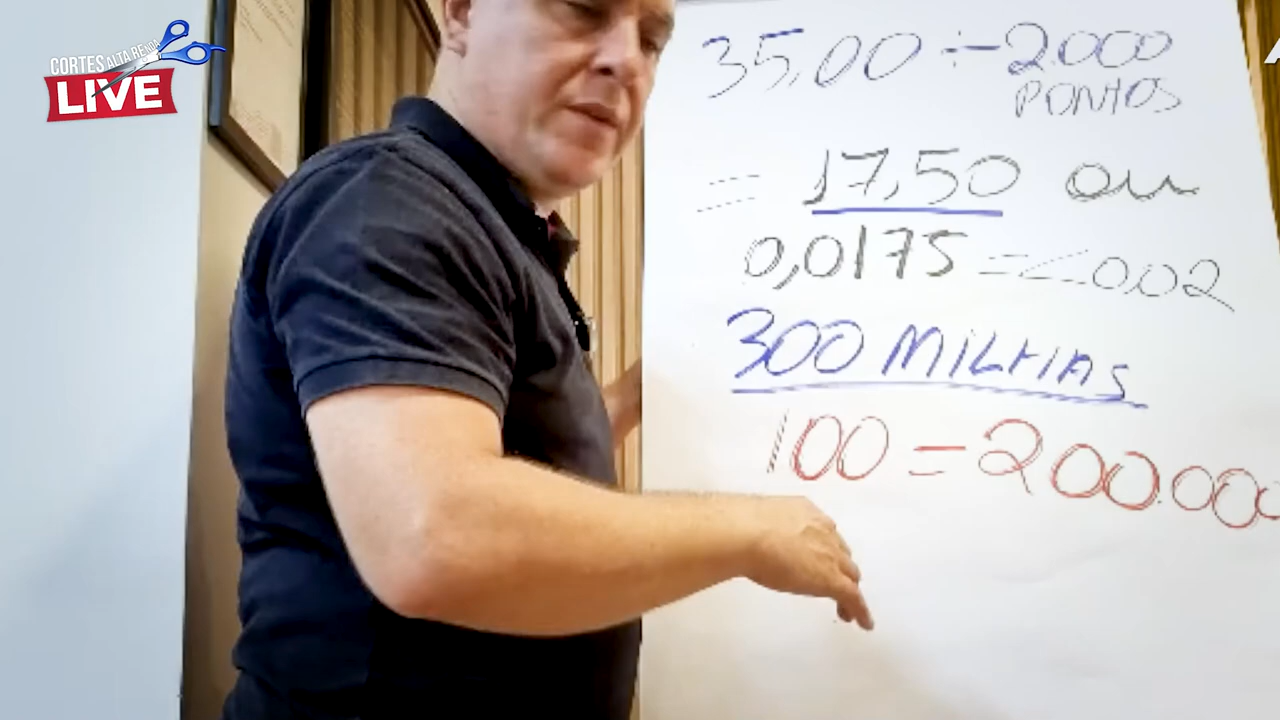 CORTES ALTA RENDA
LIVE
35,00 ÷ 2.000
PONTOS
= 17,50 ou
0,0175 = < 0,02
300 MILHAS
100 = 200.000